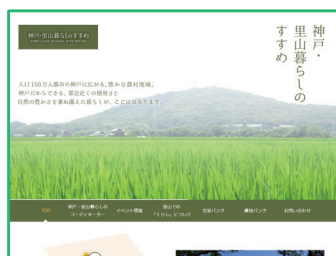 神戸・里山暮らしのすすめ
神戸・
里山暮らしの
すすめ
人口150万人都市の神戸に広がる、豊かな農村地域。
神戸だからできる、都会近くの便利さと
自然の豊かさを兼ね備えた暮らしが、ここにはあります。
TOP
神戸・里山暮らしの
コーディネーター
イベント情報
里山での
「くらし」について
空家バンク
農地バンク
お問い合わせ